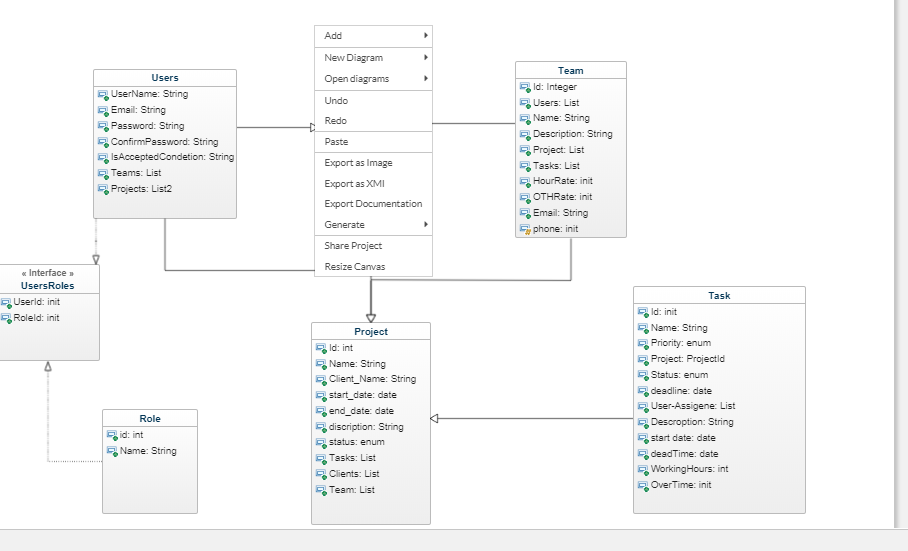 Users
UserName: String
Email: String
Password: String
ConfirmPassword: String
IsAcceptedCondetion: String
Teams: List
Projects: List2
Add
New Diagram
Open diagrams
Undo
Redo
Paste
Export as Image
Export as XMI
Export Documentation
Generate
Share Project
Resize Canvas
Team
Id: Integer
Users: List
Name: String
Description: String
Project: List
Tasks: List
HourRate: init
OTHRate: init
Email: String
phone: init
« Interface »
UsersRoles
UserId: init
RoleId: init
Role
id: int
Name: String
Project
Id: int
Name: String
Client_Name: String
start_date: date
end_date: date
discription: String
status: enum
Tasks: List
Clients: List
Team: List
Task
Id: init
Name: String
Priority: enum
Project: ProjectId
Status: enum
deadline: date
User-Assigene: List
Descroption: String
start date: date
deadTime: date
WorkingHours: int
OverTime: init